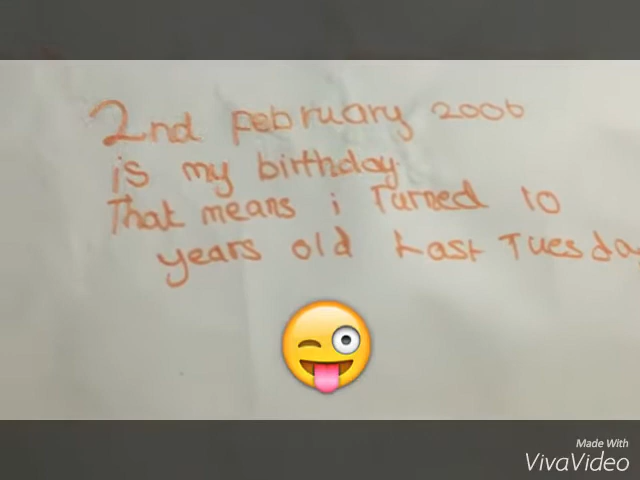 2nd February 2006
is my birthday.
That means i Turned 10
years old Last Tuesday
Made With
VivaVideo